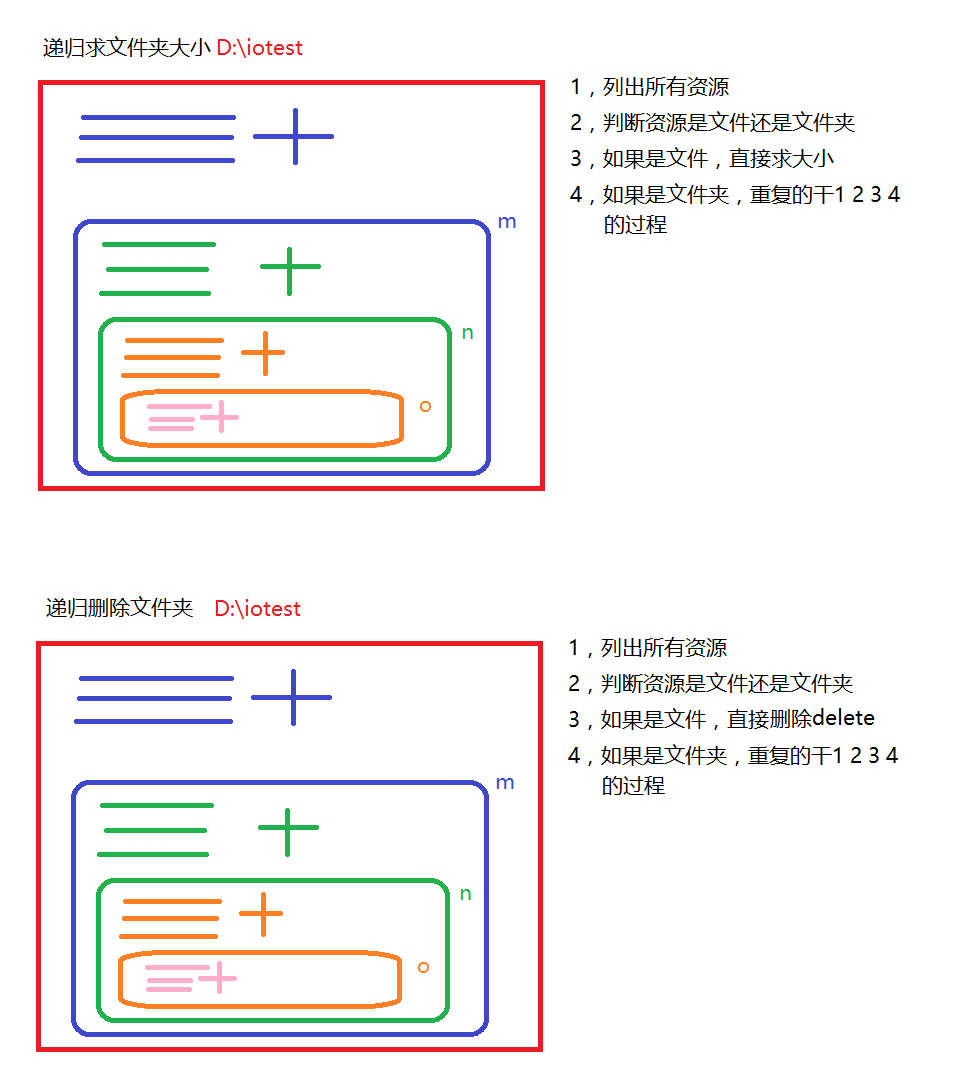 递归求文件夹大小 D:\iotest
1，列出所有资源
2，判断资源是文件还是文件夹
3，如果是文件，直接求大小
4，如果是文件夹，重复的干1 2 3 4
的过程
m
n
o
递归删除文件夹 D:\iotest
1，列出所有资源
2，判断资源是文件还是文件夹
3，如果是文件，直接删除delete
4，如果是文件夹，重复的干1 2 3 4
的过程
m
n
o